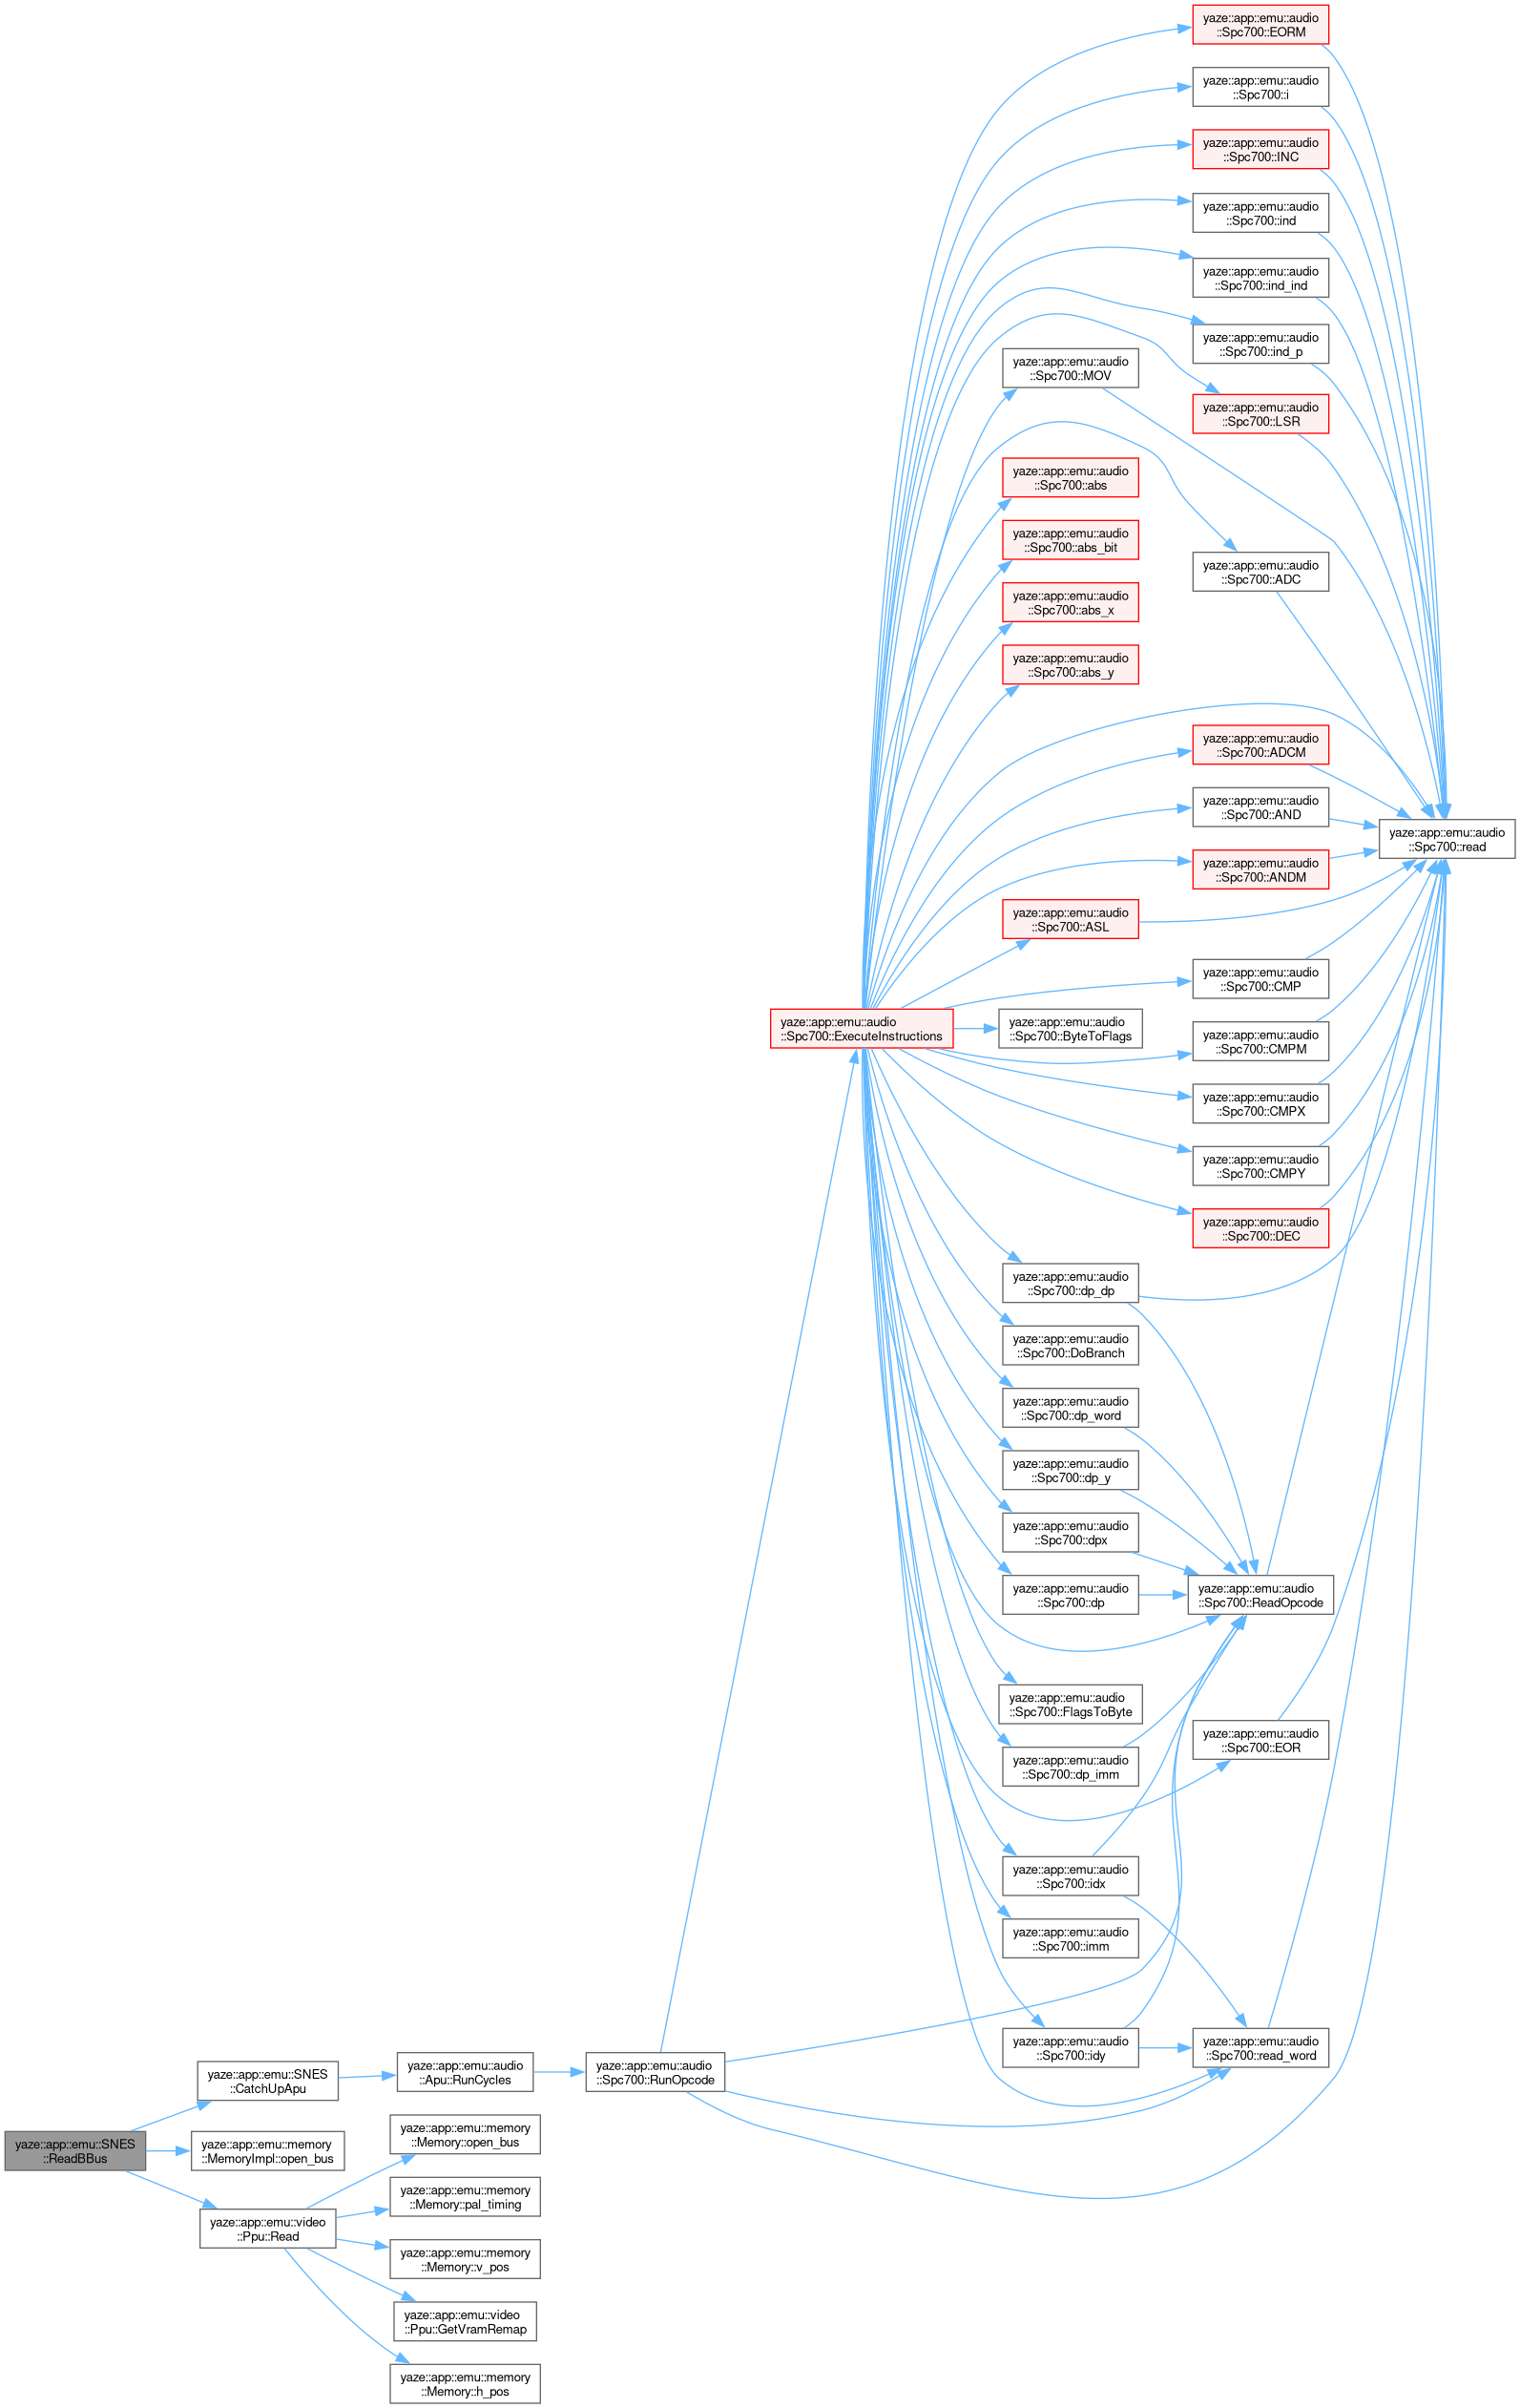 yaze::app::emu::audio
::Spc700::EORM
yaze::app::emu::audio
::Spc700::i
yaze::app::emu::audio
::Spc700::INC
yaze::app::emu::audio
::Spc700::ind
yaze::app::emu::audio
::Spc700::ind_ind
yaze::app::emu::audio
::Spc700::ind_p
yaze::app::emu::audio
::Spc700::MOV
yaze::app::emu::audio
::Spc700::LSR
yaze::app::emu::audio
::Spc700::abs
yaze::app::emu::audio
::Spc700::abs_bit
yaze::app::emu::audio
::Spc700::ADC
yaze::app::emu::audio
::Spc700::abs_x
yaze::app::emu::audio
::Spc700::abs_y
yaze::app::emu::audio
::Spc700::ADCM
yaze::app::emu::audio
::Spc700::AND
yaze::app::emu::audio
::Spc700::read
yaze::app::emu::audio
::Spc700::ANDM
yaze::app::emu::audio
::Spc700::ASL
yaze::app::emu::audio
::Spc700::CMP
yaze::app::emu::audio
::Spc700::ExecuteInstructions
yaze::app::emu::audio
::Spc700::ByteToFlags
yaze::app::emu::audio
::Spc700::CMPM
yaze::app::emu::audio
::Spc700::CMPX
yaze::app::emu::audio
::Spc700::CMPY
yaze::app::emu::audio
::Spc700::DEC
yaze::app::emu::audio
::Spc700::dp_dp
yaze::app::emu::audio
::Spc700::DoBranch
yaze::app::emu::audio
::Spc700::dp_word
yaze::app::emu::audio
::Spc700::dp_y
yaze::app::emu::audio
::Spc700::dpx
yaze::app::emu::audio
::Spc700::dp
yaze::app::emu::audio
::Spc700::ReadOpcode
yaze::app::emu::audio
::Spc700::FlagsToByte
yaze::app::emu::audio
::Spc700::EOR
yaze::app::emu::audio
::Spc700::dp_imm
yaze::app::emu::audio
::Spc700::idx
yaze::app::emu::audio
::Spc700::imm
yaze::app::emu::audio
::Spc700::idy
yaze::app::emu::audio
::Spc700::read_word
yaze::app::emu::SNES
::CatchUpApu
yaze::app::emu::audio
::Apu::RunCycles
yaze::app::emu::audio
::Spc700::RunOpcode
yaze::app::emu::SNES
::ReadBBus
yaze::app::emu::memory
::MemoryImpl::open_bus
yaze::app::emu::memory
::Memory::open_bus
yaze::app::emu::memory
::Memory::pal_timing
yaze::app::emu::video
::Ppu::Read
yaze::app::emu::memory
::Memory::v_pos
yaze::app::emu::video
::Ppu::GetVramRemap
yaze::app::emu::memory
::Memory::h_pos